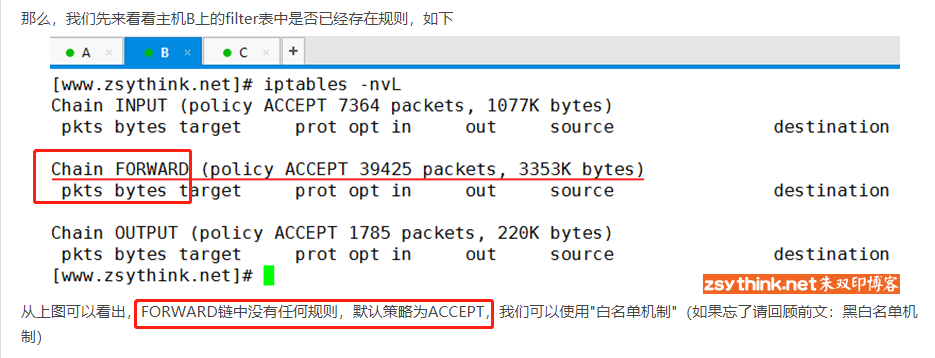 那么，我们先来看看主机B上的filter表中是否已经存在规则，如下
A × B × C × +
[www.zsythink.net]# iptables -nvL
Chain INPUT (policy ACCEPT 7364 packets, 1077K bytes)
pkts bytes target prot opt in out source destination
Chain FORWARD (policy ACCEPT 39425 packets, 3353K bytes)
pkts bytes target prot opt in out source destination
Chain OUTPUT (policy ACCEPT 1785 packets, 220K bytes)
pkts bytes target prot opt in out source destination
[www.zsythink.net]#
zsythink.net朱双印博客
从上图可以看出，FORWARD链中没有任何规则，默认策略为ACCEPT，我们可以使用"白名单机制"（如果忘了请回顾前文：黑白名单机
制）